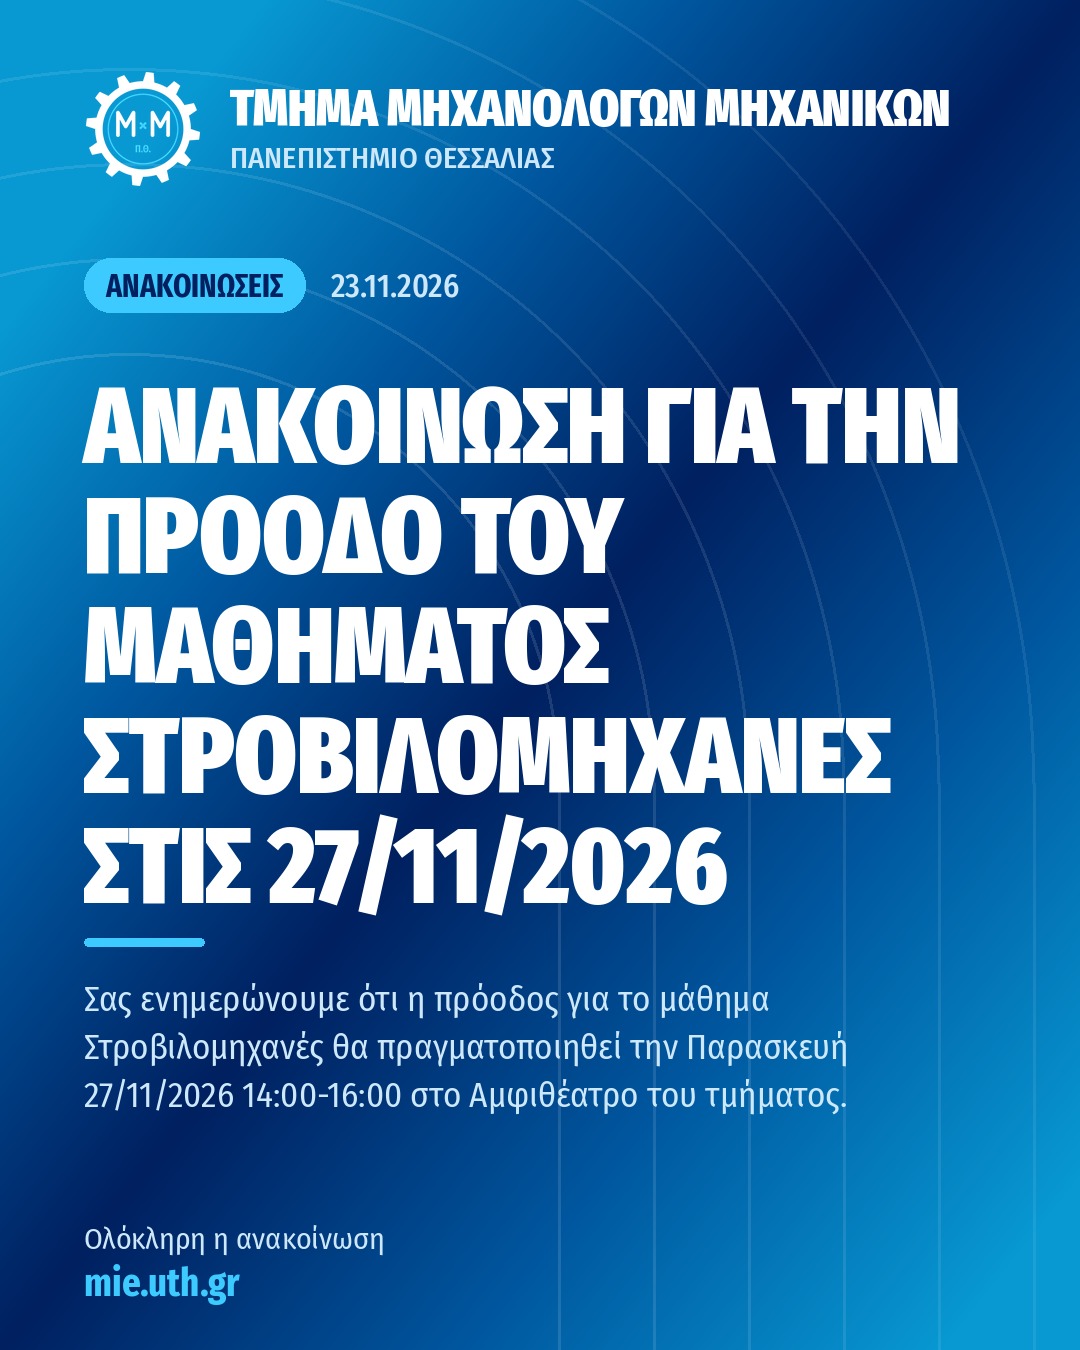 M×M
Π.Θ.
ΤΜΗΜΑ ΜΗΧΑΝΟΛΟΓΩΝ ΜΗΧΑΝΙΚΩΝ
ΠΑΝΕΠΙΣΤΗΜΙΟ ΘΕΣΣΑΛΙΑΣ
ΑΝΑΚΟΙΝΩΣΕΙΣ 23.11.2026
ΑΝΑΚΟΙΝΩΣΗ ΓΙΑ ΤΗΝ
ΠΡΟΟΔΟ ΤΟΥ
ΜΑΘΗΜΑΤΟΣ
ΣΤΡΟΒΙΛΟΜΗΧΑΝΕΣ
ΣΤΙΣ 27/11/2026
Σας ενημερώνουμε ότι η πρόοδος για το μάθημα
Στροβιλομηχανές θα πραγματοποιηθεί την Παρασκευή
27/11/2026 14:00-16:00 στο Αμφιθέατρο του τμήματος.
Ολόκληρη η ανακοίνωση
mie.uth.gr